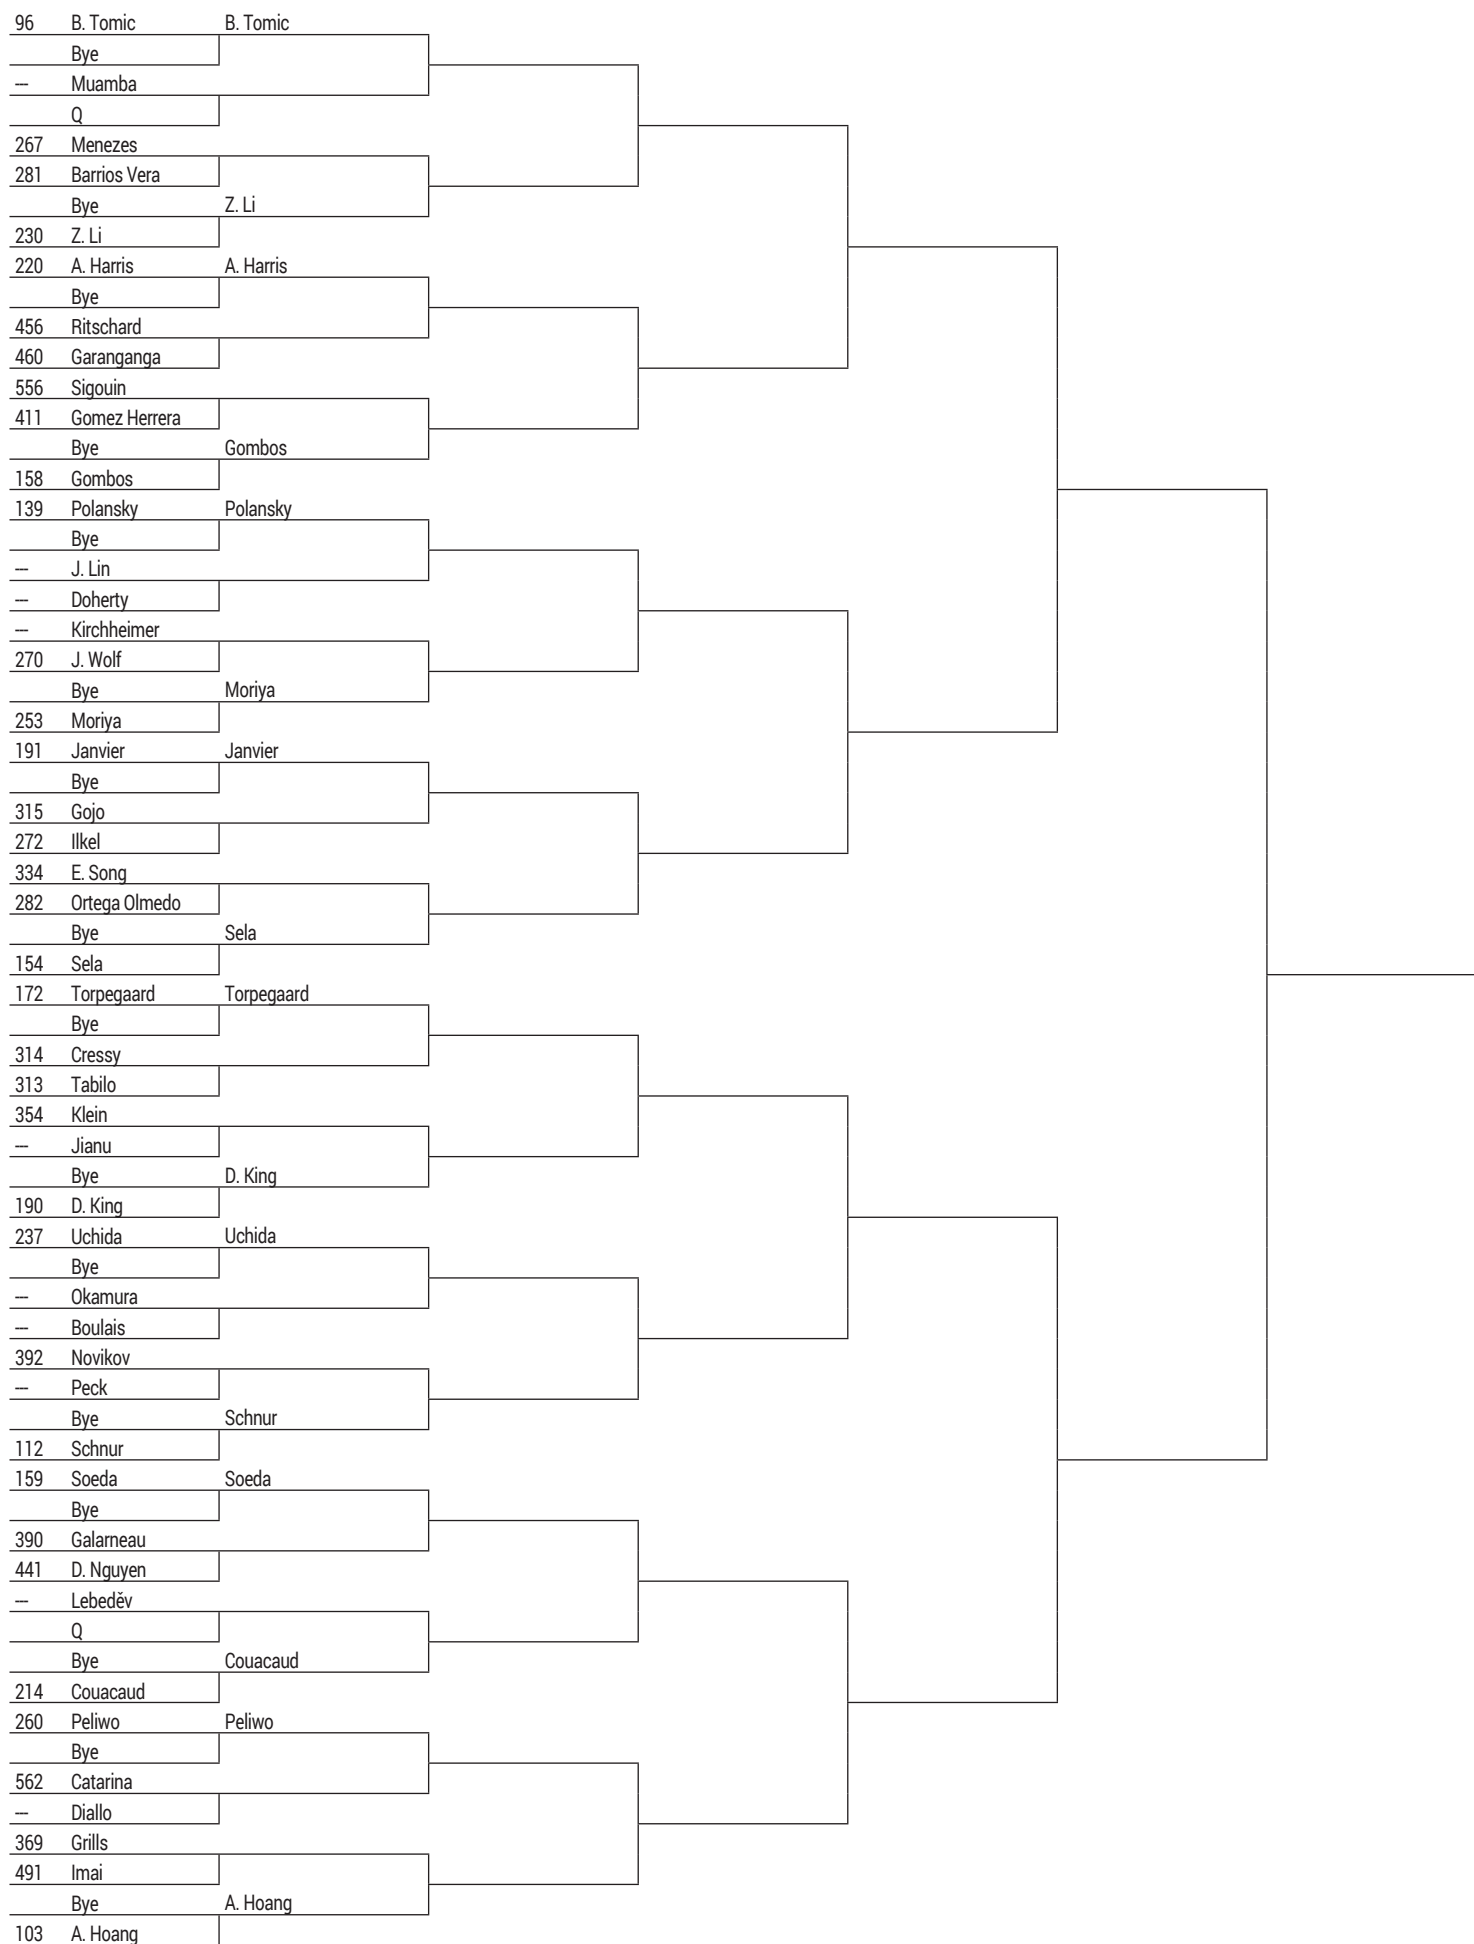 96 B. Tomic B. Tomic
Bye
--- Muamba
Q
267 Menezes
281 Barrios Vera
Bye Z. Li
230 Z. Li
220 A. Harris A. Harris
Bye
456 Ritschard
460 Garanganga
556 Sigouin
411 Gomez Herrera
Bye Gombos
158 Gombos
139 Polansky Polansky
Bye
--- J. Lin
--- Doherty
--- Kirchheimer
270 J. Wolf
Bye Moriya
253 Moriya
191 Janvier Janvier
Bye
315 Gojo
272 Ilkel
334 E. Song
282 Ortega Olmedo
Bye Sela
154 Sela
172 Torpegaard Torpegaard
Bye
314 Cressy
313 Tabilo
354 Klein
--- Jianu
Bye D. King
190 D. King
237 Uchida Uchida
Bye
--- Okamura
--- Boulais
392 Novikov
--- Peck
Bye Schnur
112 Schnur
159 Soeda Soeda
Bye
390 Galarneau
441 D. Nguyen
--- Lebeděv
Q
Bye Couacaud
214 Couacaud
260 Peliwo Peliwo
Bye
562 Catarina
--- Diallo
369 Grills
491 Imai
Bye A. Hoang
103 A. Hoang